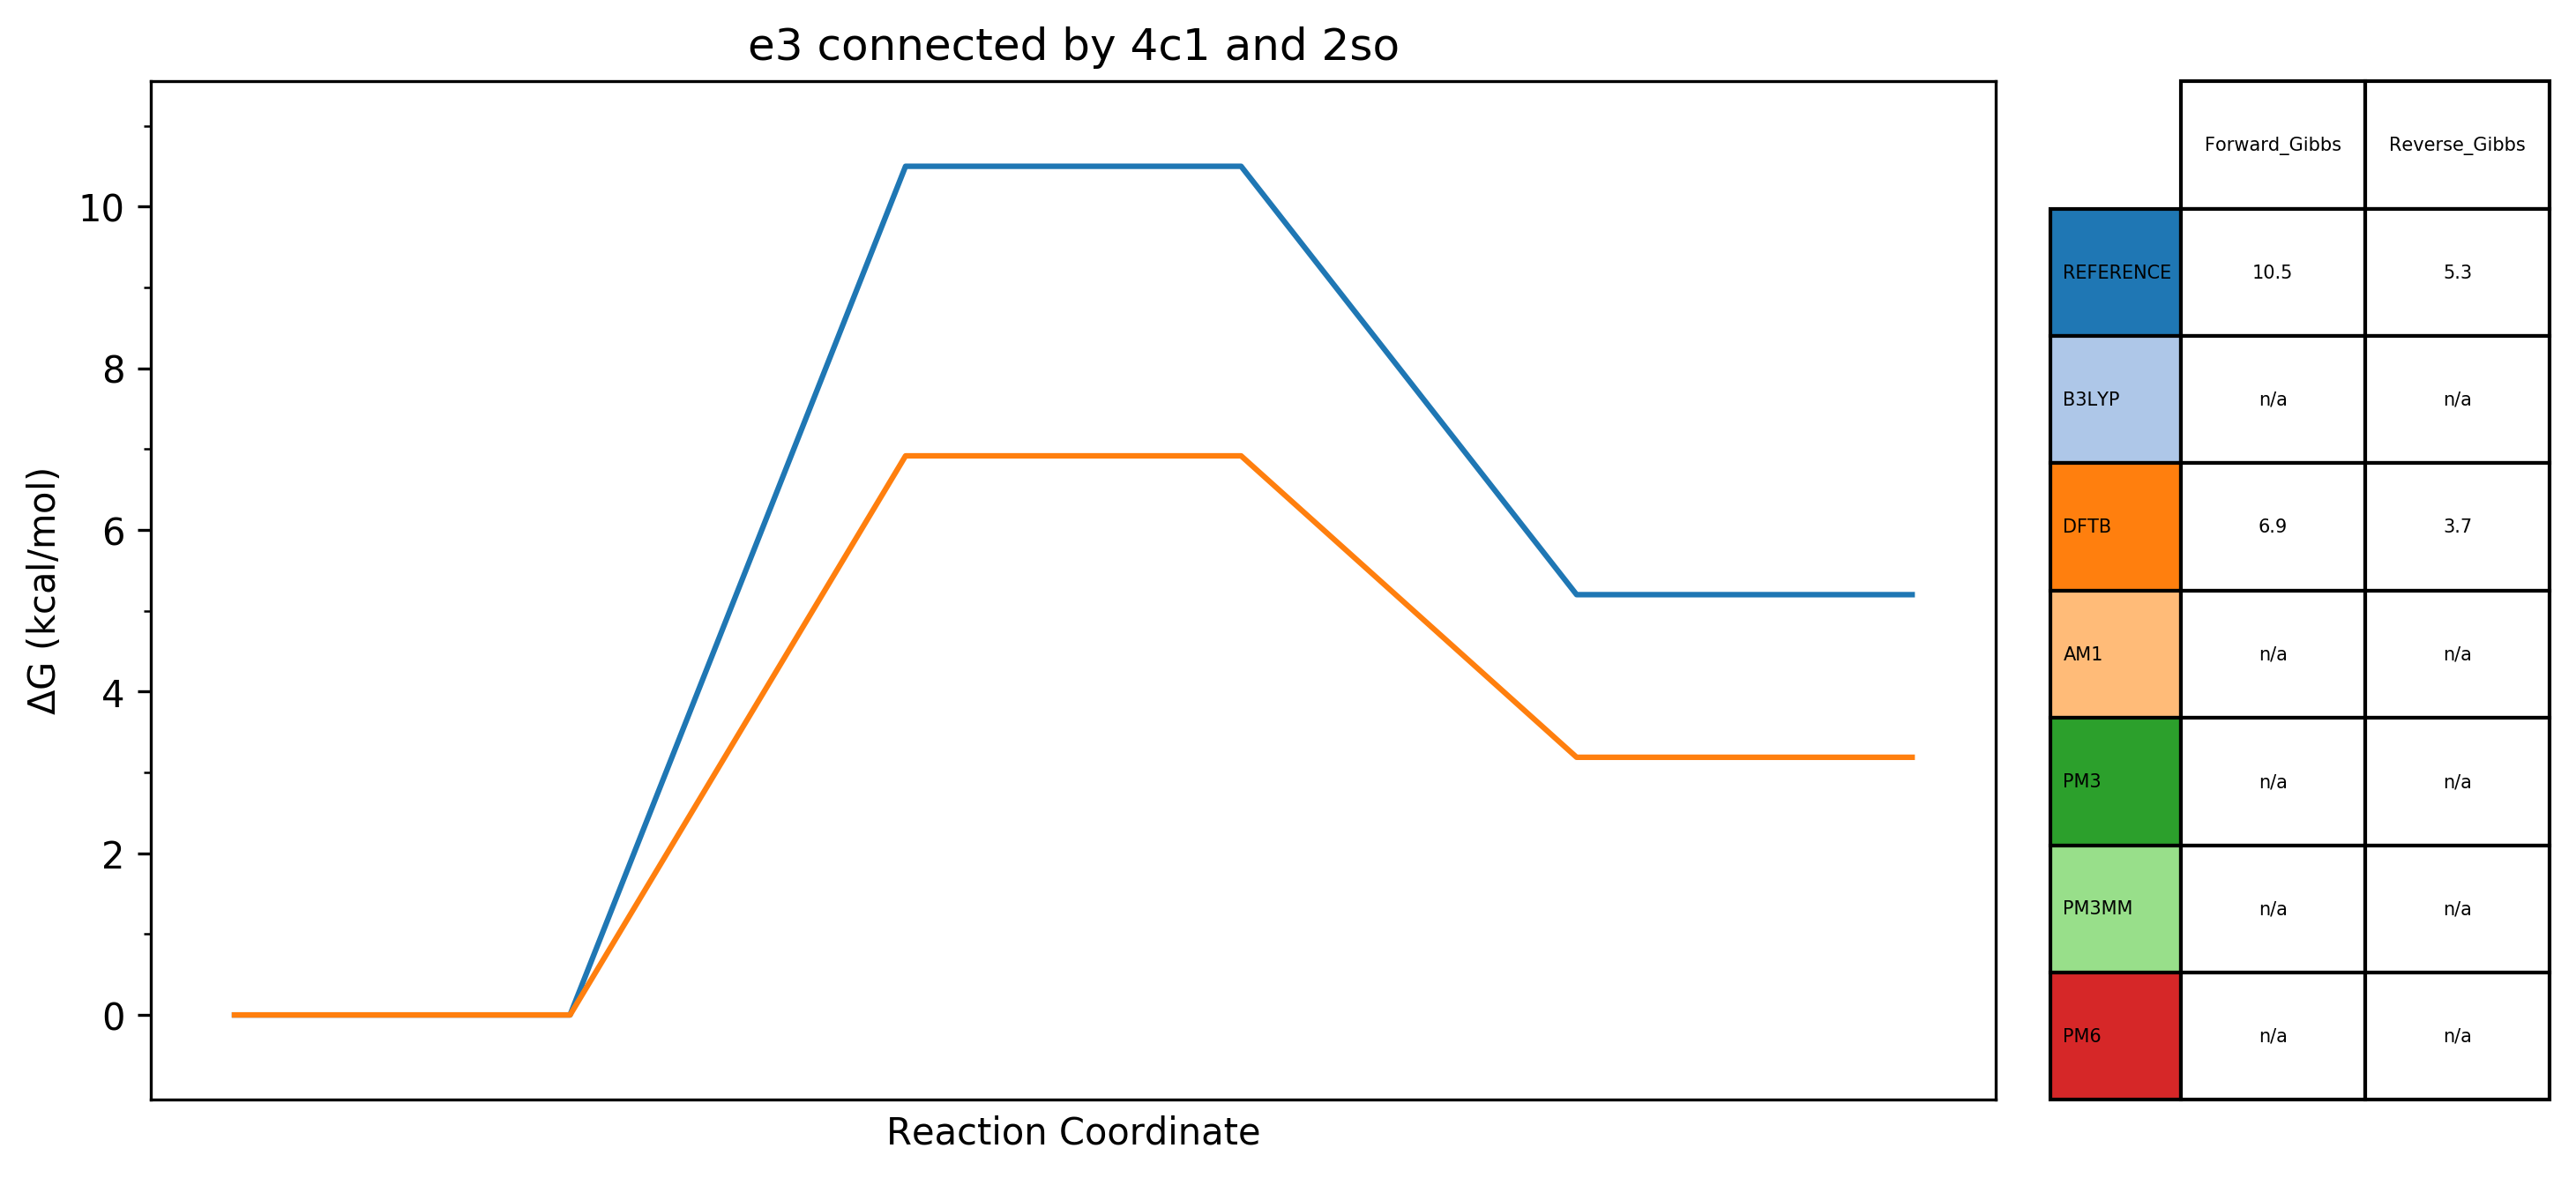 e3 connected by 4c1 and 2so
ΔG (kcal/mol)
10
8
6
4
2
0
Reaction Coordinate
Forward_Gibbs Reverse_Gibbs
REFERENCE 10.5 5.3
B3LYP n/a n/a
DFTB 6.9 3.7
AM1 n/a n/a
PM3 n/a n/a
PM3MM n/a n/a
PM6 n/a n/a